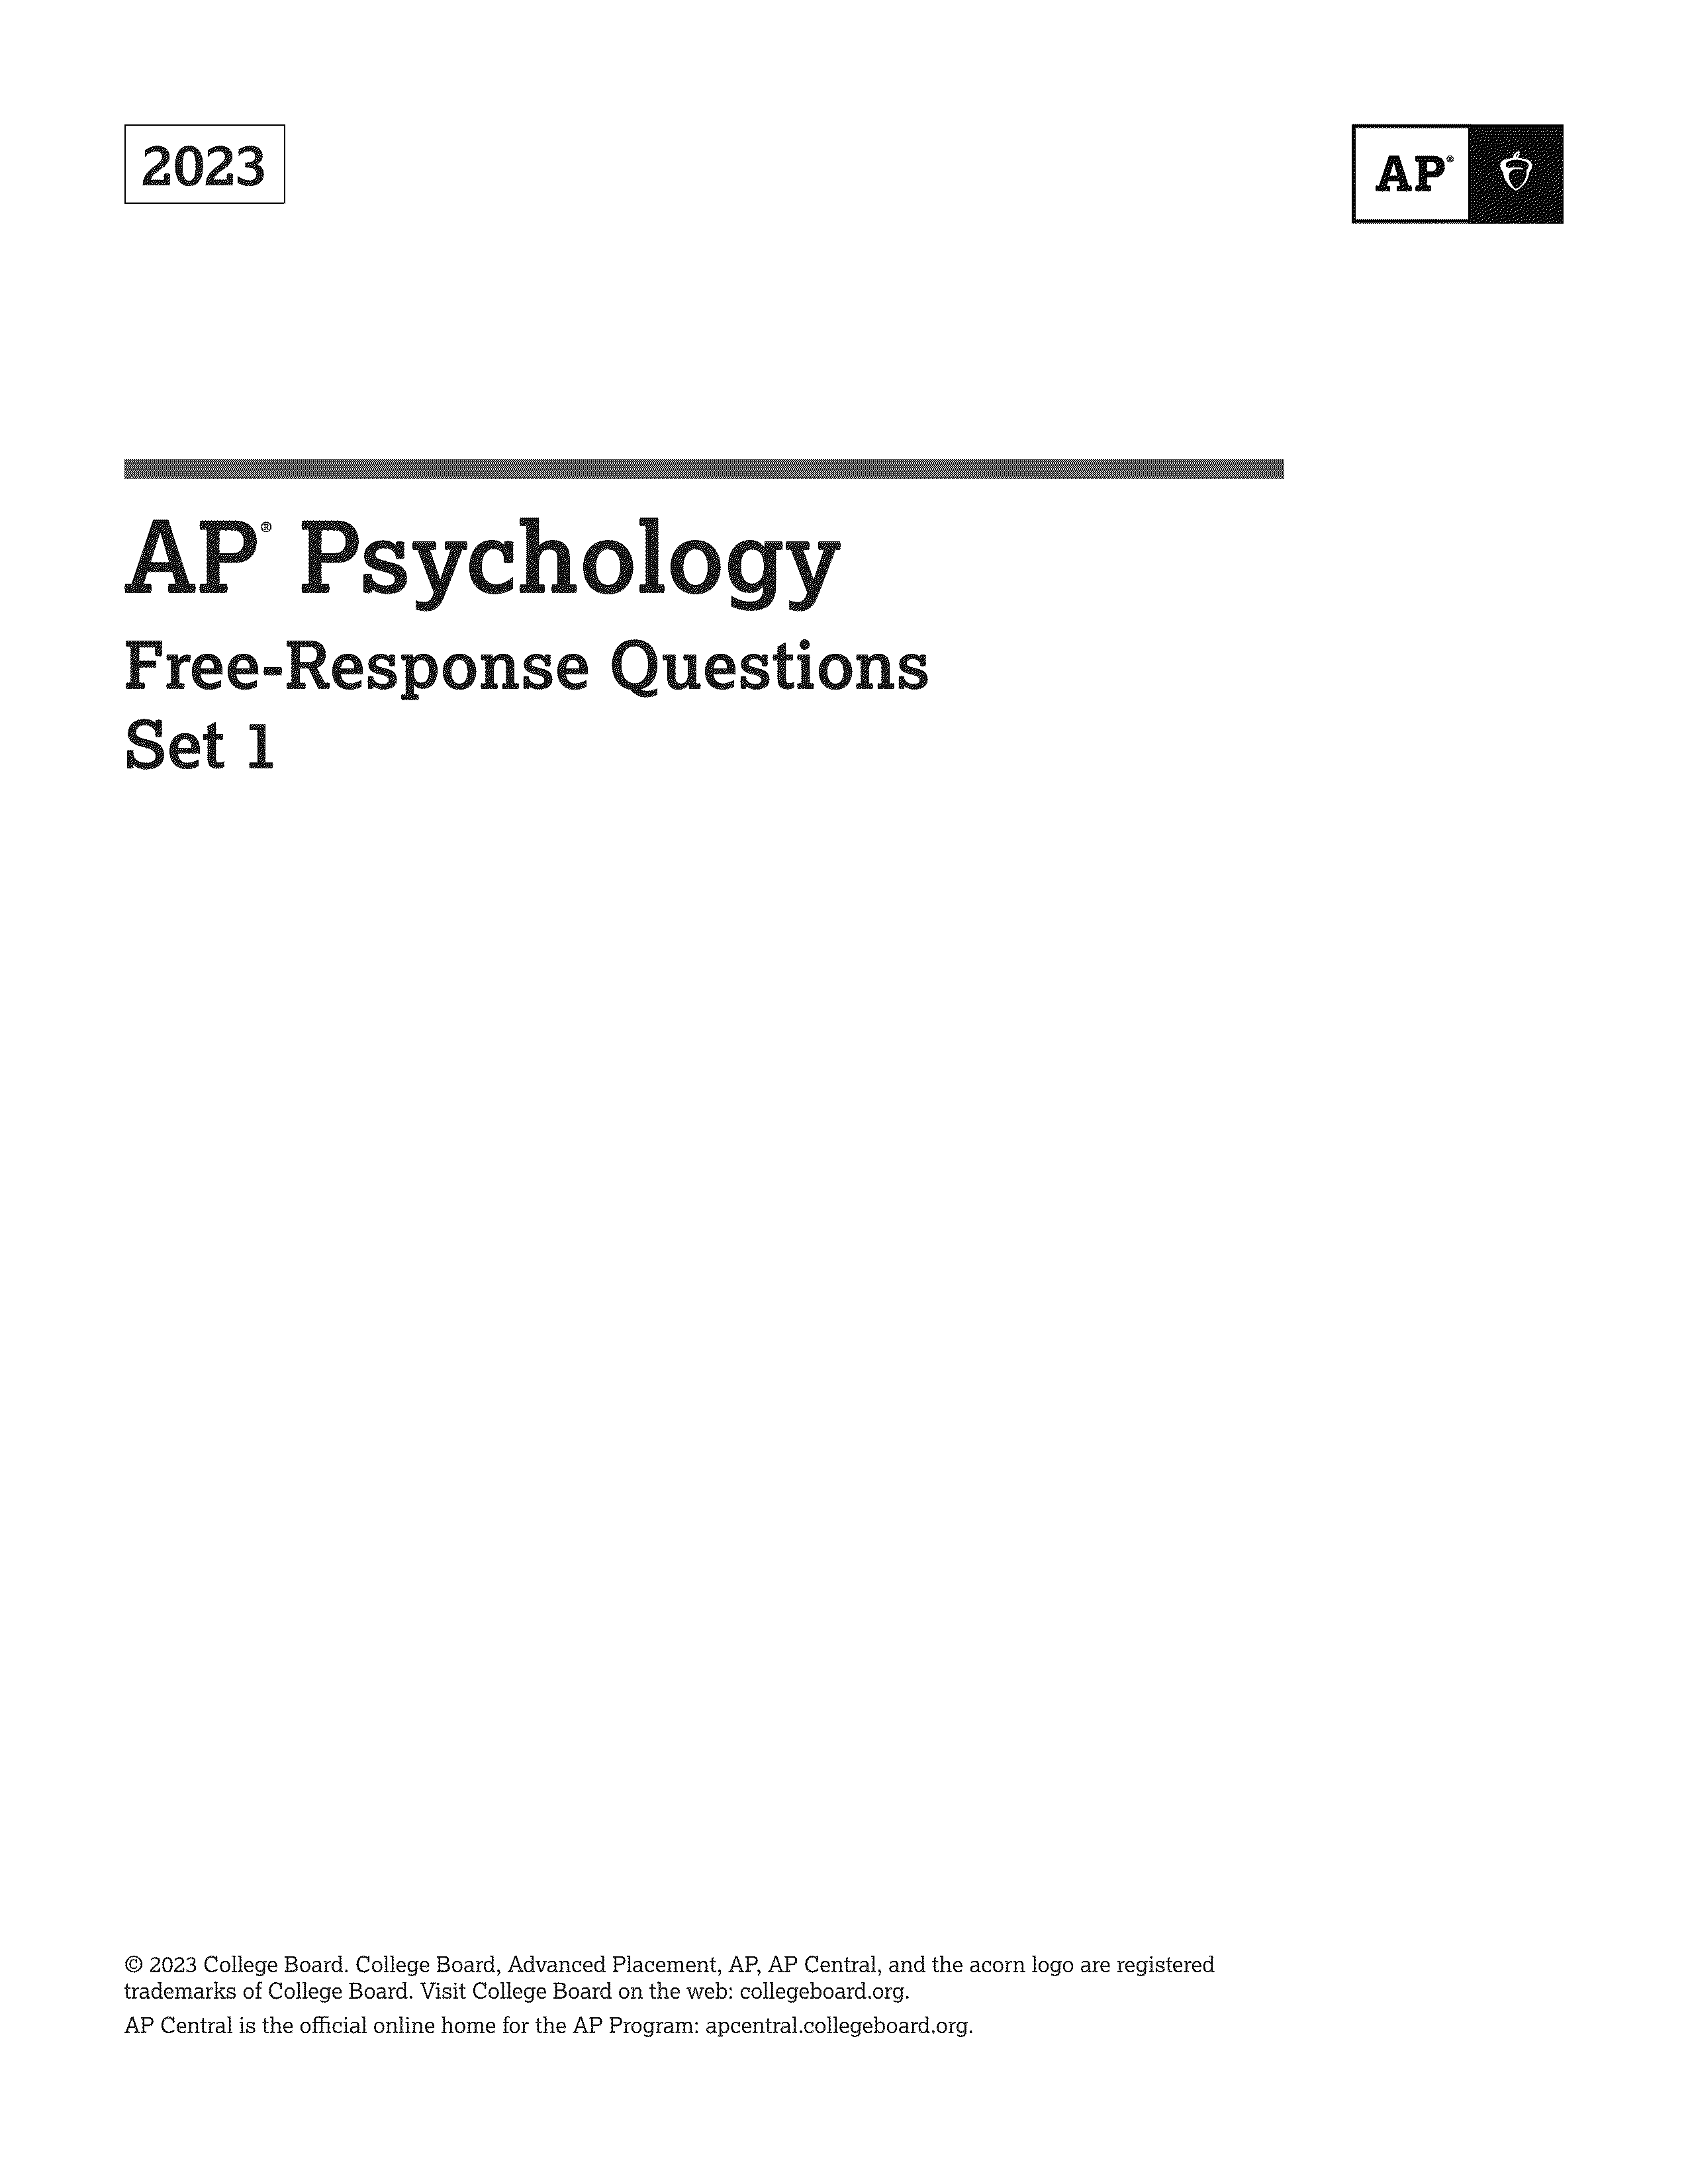 2023
AP®
AP® Psychology
Free-Response Questions
Set 1
© 2023 College Board. College Board, Advanced Placement, AP, AP Central, and the acorn logo are registered
trademarks of College Board. Visit College Board on the web: collegeboard.org.
AP Central is the official online home for the AP Program: apcentral.collegeboard.org.